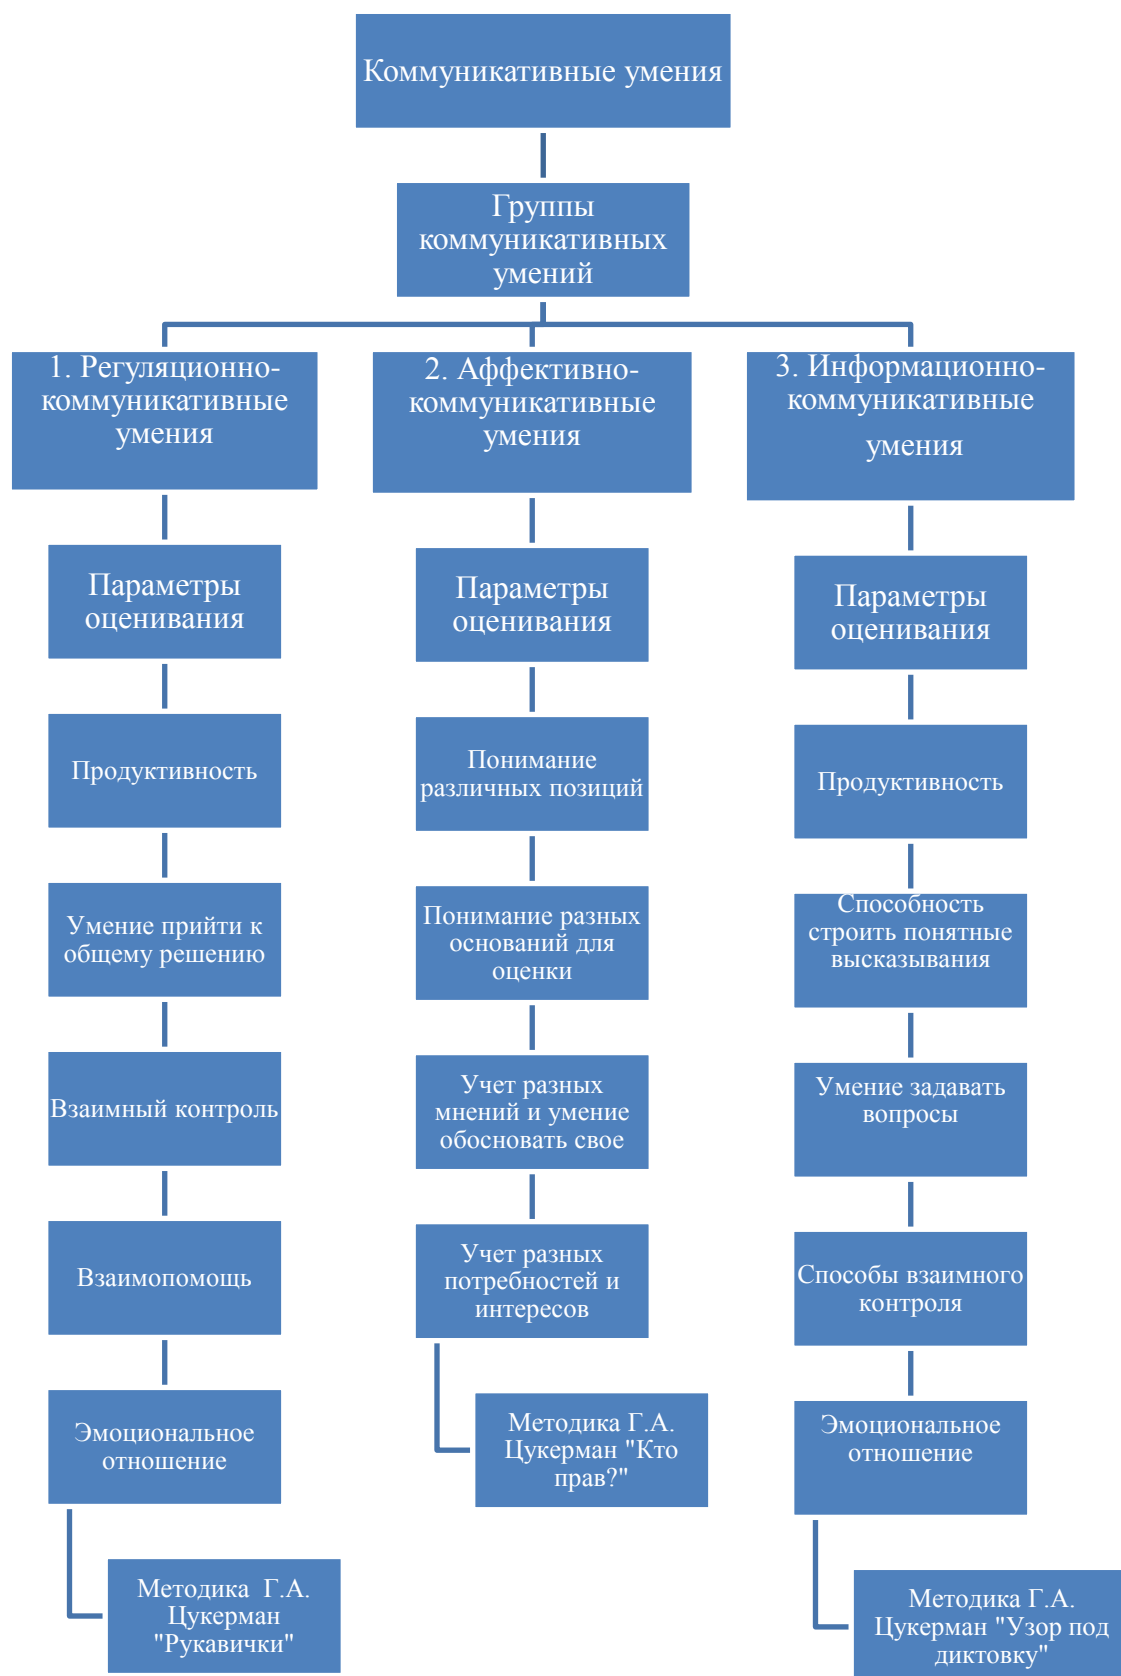 Коммуникативные умения
Группы
коммуникативных
умений
1. Регуляционно-
коммуникативные
умения
Параметры
оценивания
Продуктивность
Умение прийти к
общему решению
Взаимный контроль
Взаимопомощь
Эмоциональное
отношение
Методика  Г.А.
Цукерман
"Рукавички"
2. Аффективно-
коммуникативные
умения
Параметры
оценивания
Понимание
различных позиций
Понимание разных
оснований для
оценки
Учет разных
мнений и умение
обосновать свое
Учет разных
потребностей и
интересов
Методика Г.А.
Цукерман "Кто
прав?"
3. Информационно-
коммуникативные
умения
Параметры
оценивания
Продуктивность
Способность
строить понятные
высказывания
Умение задавать
вопросы
Способы взаимного
контроля
Эмоциональное
отношение
Методика Г.А.
Цукерман "Узор под
диктовку"